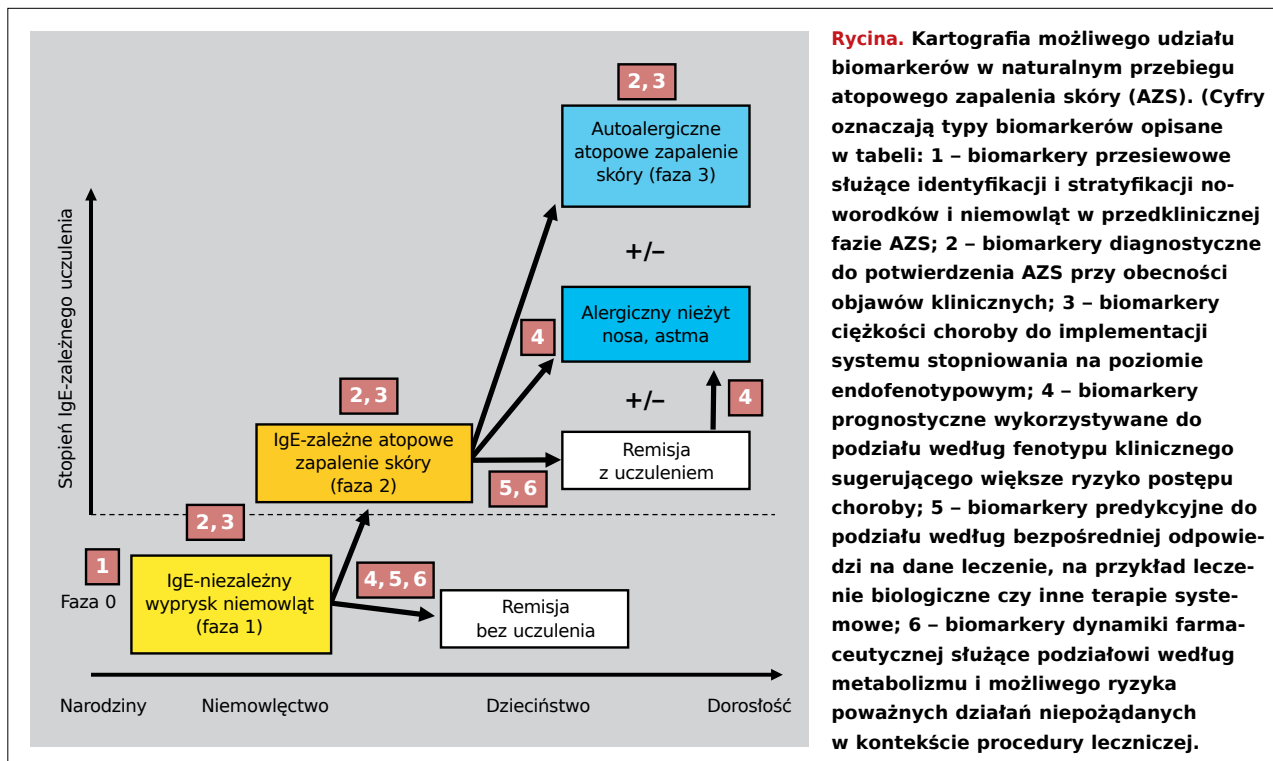 2, 3
Autoalergiczne
atopowe zapalenie
skóry (faza 3)
+/–
Alergiczny nieżyt
nosa, astma
4
+/–
4
2, 3
IgE-zależne atopowe
zapalenie skóry
(faza 2)
Remisja
z uczuleniem
5, 6
Stopień IgE-zależnego uczulenia
2, 3
1
Faza 0
IgE-niezależny
wyprysk niemowląt
(faza 1)
4, 5, 6
Remisja
bez uczulenia
Narodziny
Niemowlęctwo
Dzieciństwo
Dorosłość
Rycina. Kartografia możliwego udziału
biomarkerów w naturalnym przebiegu
atopowego zapalenia skóry (AZS). (Cyfry
oznaczają typy biomarkerów opisane
w tabeli: 1 – biomarkery przesiewowe
służące identyfikacji i stratyfikacji no-
worodków i niemowląt w przedklinicznej
fazie AZS; 2 – biomarkery diagnostyczne
do potwierdzenia AZS przy obecności
objawów klinicznych; 3 – biomarkery
ciężkości choroby do implementacji
systemu stopniowania na poziomie
endofenotypowym; 4 – biomarkery
prognostyczne wykorzystywane do
podziału według fenotypu klinicznego
sugerującego większe ryzyko postępu
choroby; 5 – biomarkery predykcyjne do
podziału według bezpośredniej odpowie-
dzi na dane leczenie, na przykład lecze-
nie biologiczne czy inne terapie syste-
mowe; 6 – biomarkery dynamiki farma-
ceutycznej służące podziałowi według
metabolizmu i możliwego ryzyka
poważnych działań niepożądanych
w kontekście procedury leczniczej.